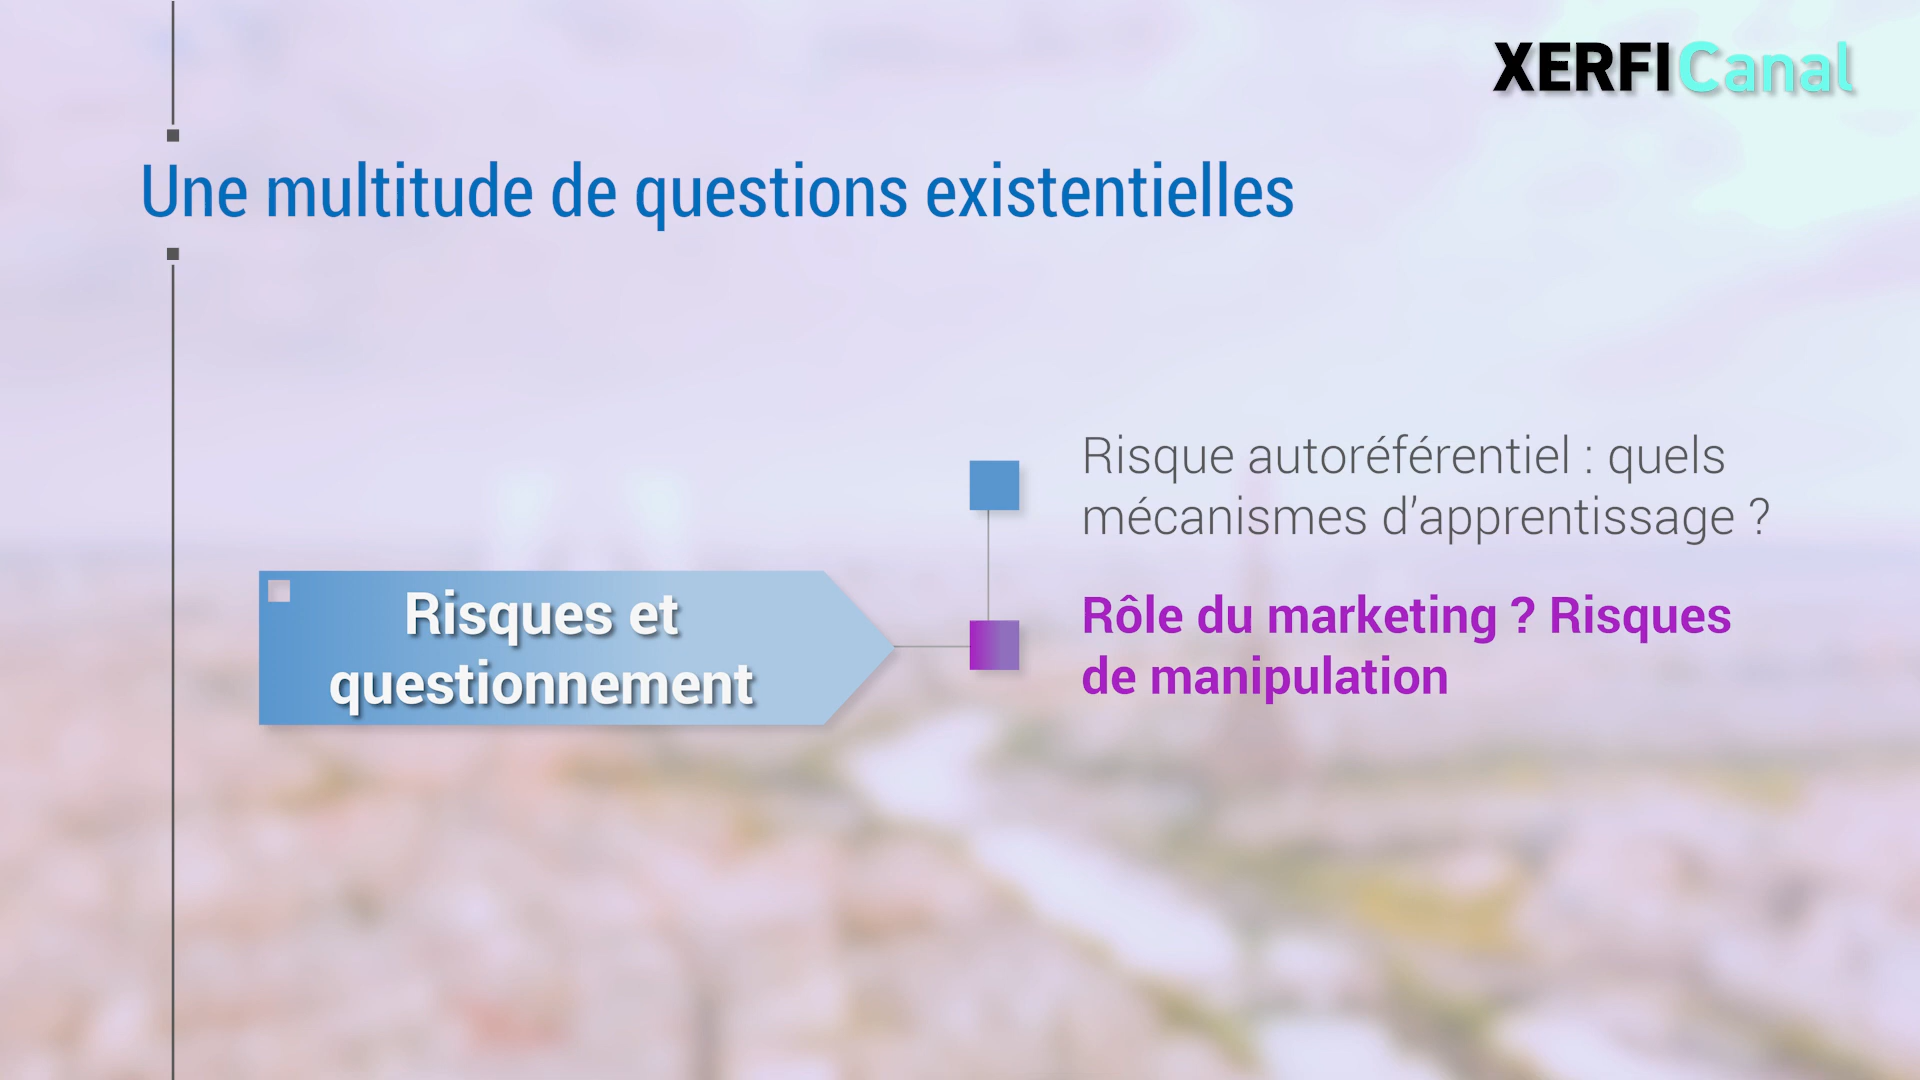 XERFI Canal
Une multitude de questions existentielles
Risque autoréférentiel : quels
mécanismes d’apprentissage ?
Risques et
questionnement
Rôle du marketing ? Risques
de manipulation